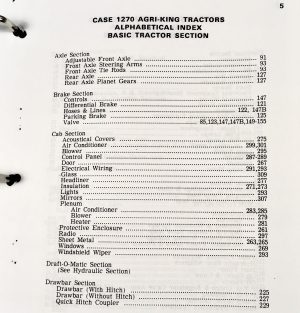 5
CASE 1270 AGRI-KING TRACTORS
ALPHABETICAL INDEX
BASIC TRACTOR SECTION
Axle Section
Adjustable Front Axle 91
Front Axle Steering Arms 93
Front Axle Tie Rods 93
Rear Axle 127
Rear Axle Planet Gears 127
Brake Section
Controls 147
Differential Brake 121
Hoses & Lines 122, 147B
Parking Brake 125
Valve 85,123,147,147B,149-155
Cab Section
Acoustical Covers 275
Air Conditioner 299,301
Blower 295
Control Panel 287-289
Door 267
Electrical Wiring 291,293
Glass 309
Headliner 277
Insulation 271,273
Lights 293
Mirrors 307
Plenum
Air Conditioner 283,285
Blower 279
Heater 281
Protective Enclosure 261
Radio 297
Sheet Metal 263,265
Windows 269
Windshield Wiper 293
Draft-O-Matic Section
(See Hydraulic Section)
Drawbar Section
Drawbar (With Hitch) 225
Drawbar (Without Hitch) 227
Quick Hitch Coupler 229